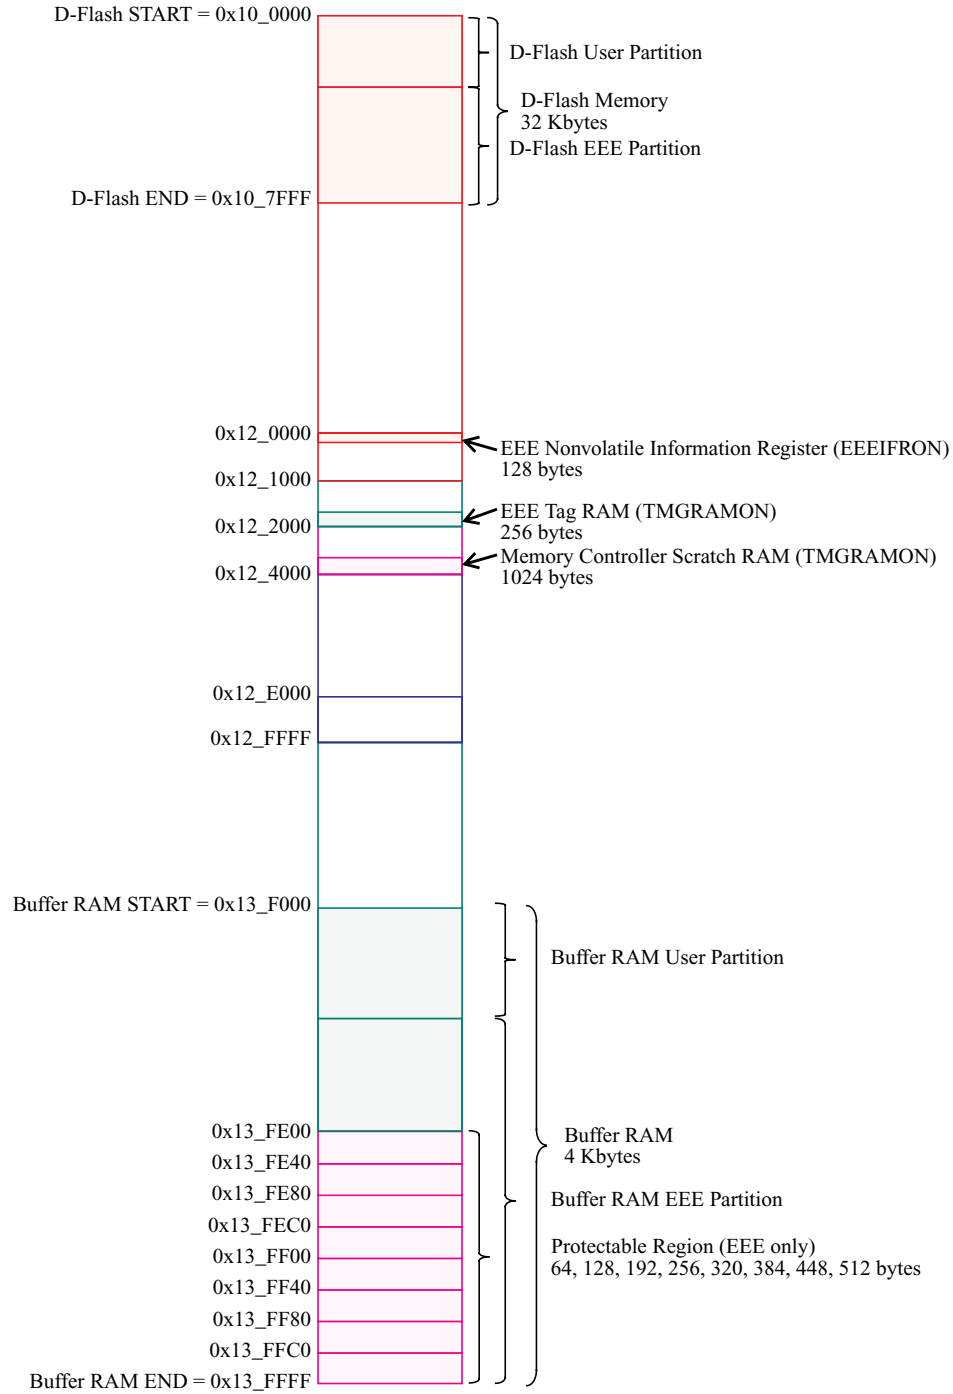 D-Flash START = 0x10_0000
D-Flash User Partition
D-Flash Memory
32 Kbytes
D-Flash EEE Partition
D-Flash END = 0x10_7FFF
0x12_0000
EEE Nonvolatile Information Register (EEEIFRON)
128 bytes
0x12_1000
EEE Tag RAM (TMGRAMON)
256 bytes
0x12_2000
Memory Controller Scratch RAM (TMGRAMON)
1024 bytes
0x12_4000
0x12_E000
0x12_FFFF
Buffer RAM START = 0x13_F000
Buffer RAM User Partition
0x13_FE00
Buffer RAM
4 Kbytes
0x13_FE40
0x13_FE80
Buffer RAM EEE Partition
0x13_FEC0
Protectable Region (EEE only)
64, 128, 192, 256, 320, 384, 448, 512 bytes
0x13_FF00
0x13_FF40
0x13_FF80
0x13_FFC0
Buffer RAM END = 0x13_FFFF